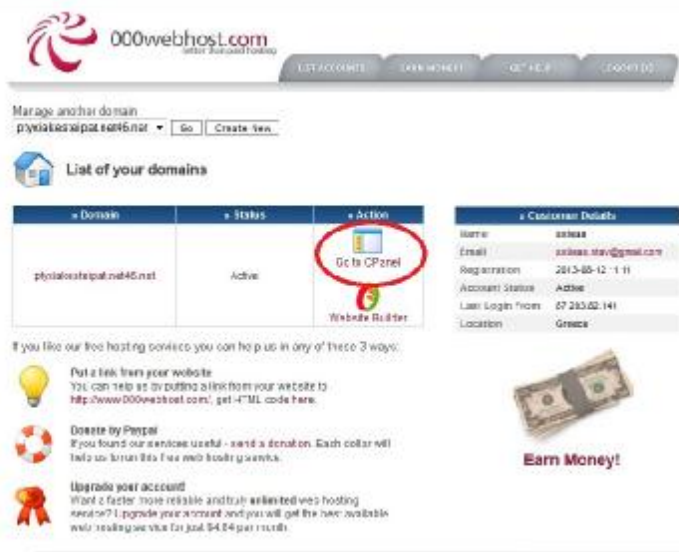 000webhost.com
better than paid hosting
LIST ACCOUNTS EARN MONEY GET HELP
Manage another domain
Go Create New
List of your domains
» Domain » Status » Action
Go to CPanel
Active
Website Builder
» Customer Details
Name
Email
Registration
Account Status Active
Last Login From
Location Greece
If you like our free hosting services you can help us in any of these 3 ways:
Put a link from your website
You can help us by putting a link from your website to
http://www.000webhost.com/, get HTML code here.
Donate by Paypal
If you found our services useful - send a donation. Each dollar will
help us to run this free web hosting service.
Upgrade your account!
Want a faster more reliable and truly unlimited web hosting
service? Upgrade your account and you will get the best available
web hosting service for just $4.84 per month.
Earn Money!